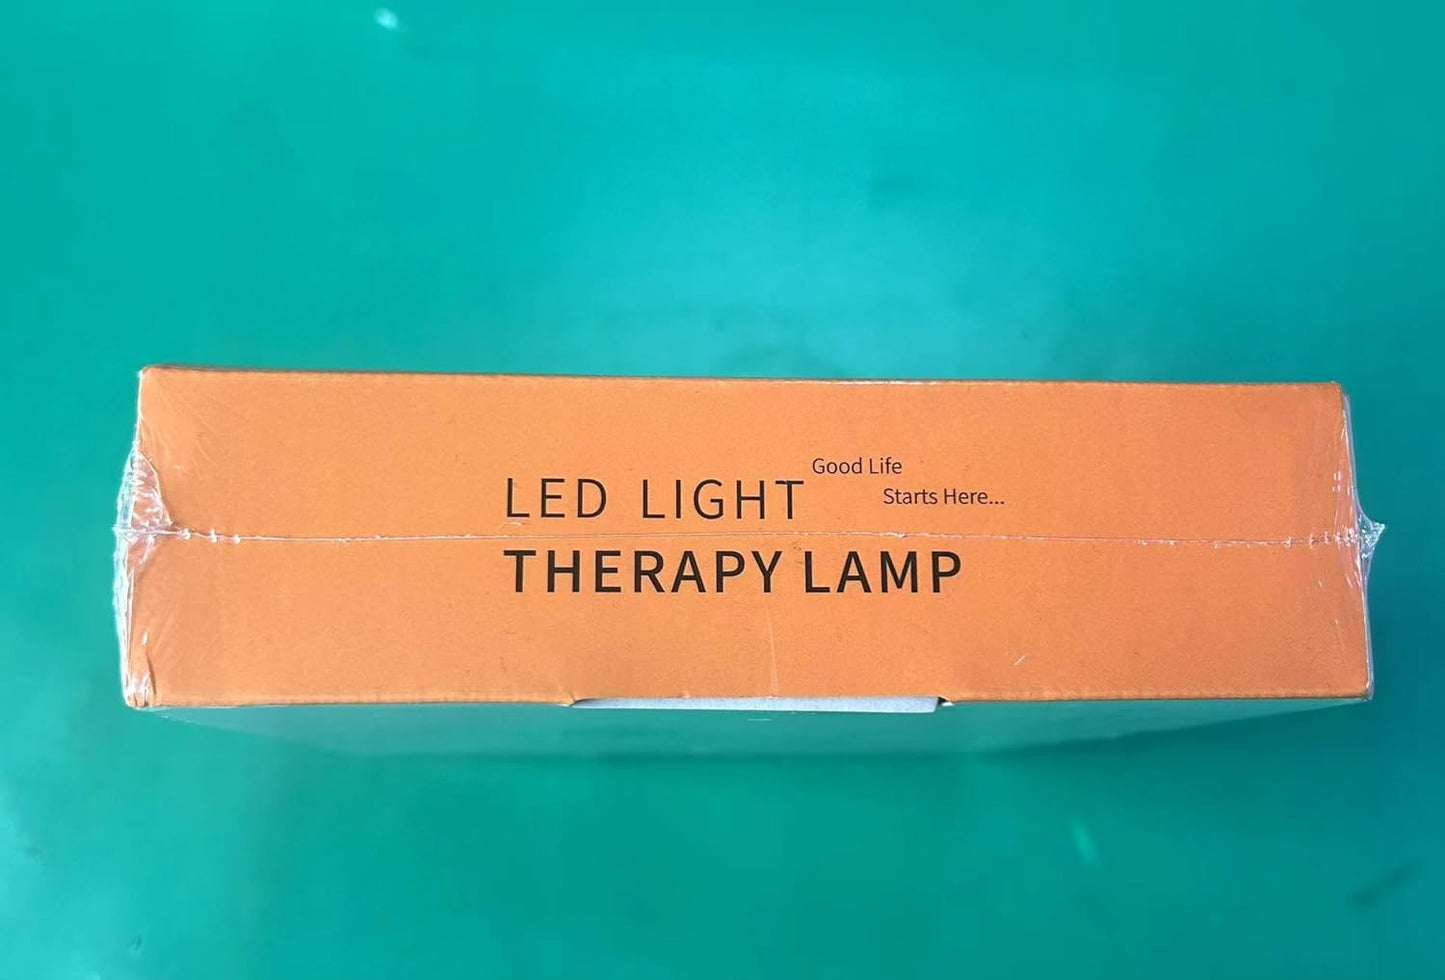 LED LIGHT
Good Life
Starts Here...
THERAPY LAMP